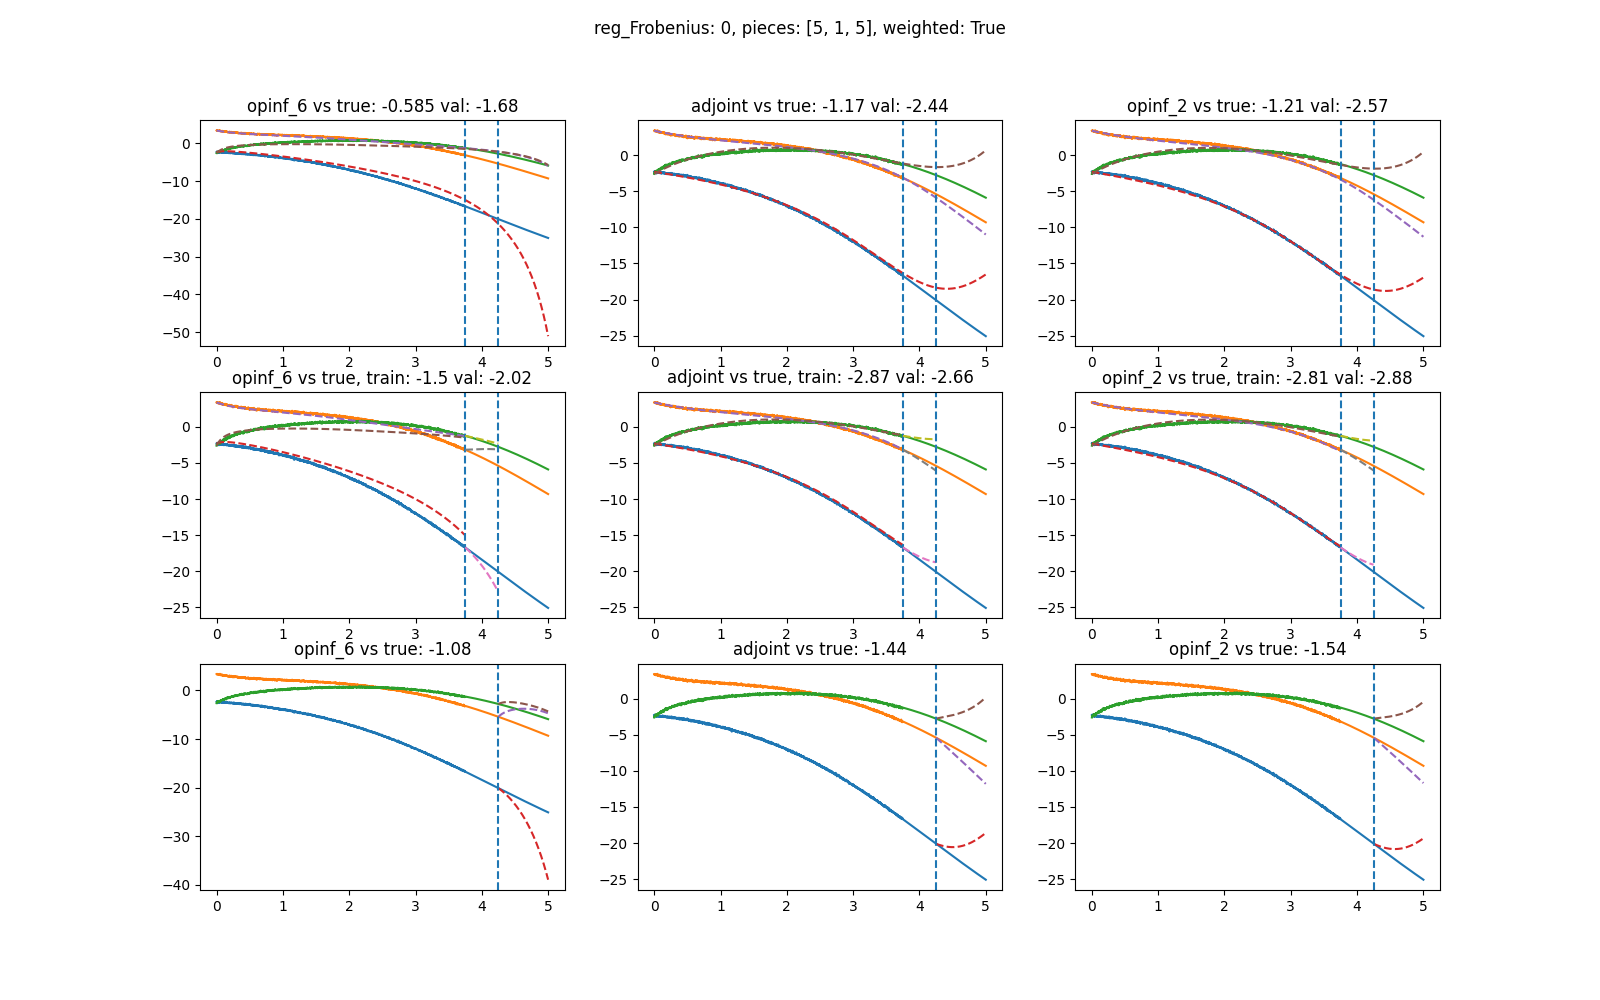 reg_Frobenius: 0, pieces: [5, 1, 5], weighted: True
opinf_6 vs true: -0.585 val: -1.68
adjoint vs true: -1.17 val: -2.44
opinf_2 vs true: -1.21 val: -2.57
0
−10
−20
−30
−40
−50
0 1 2 3 4 5
0
−5
−10
−15
−20
−25
0 1 2 3 4 5
0
−5
−10
−15
−20
−25
0 1 2 3 4 5
opinf_6 vs true, train: -1.5 val: -2.02
adjoint vs true, train: -2.87 val: -2.66
opinf_2 vs true, train: -2.81 val: -2.88
0
−5
−10
−15
−20
−25
0 1 2 3 4 5
0
−5
−10
−15
−20
−25
0 1 2 3 4 5
0
−5
−10
−15
−20
−25
0 1 2 3 4 5
opinf_6 vs true: -1.08
adjoint vs true: -1.44
opinf_2 vs true: -1.54
0
−10
−20
−30
−40
0 1 2 3 4 5
0
−5
−10
−15
−20
−25
0 1 2 3 4 5
0
−5
−10
−15
−20
−25
0 1 2 3 4 5